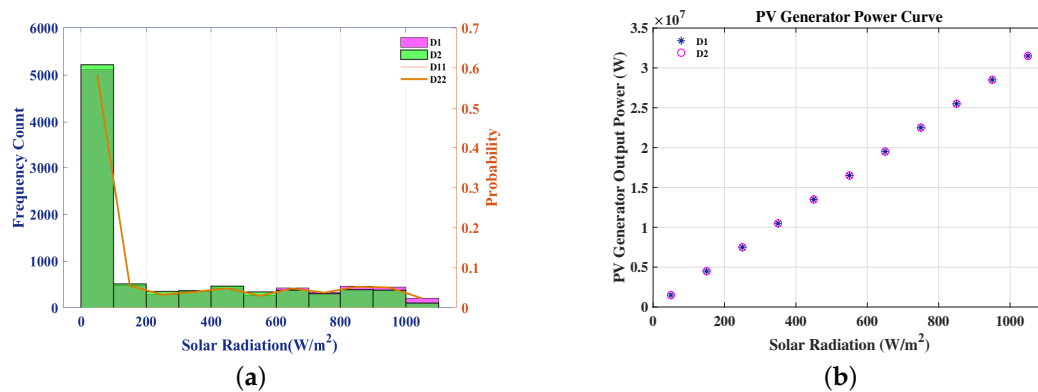 6000
5000
4000
3000
2000
1000
0
Frequency Count
D1
D2
D11
D22
0.7
0.6
0.5
0.4
0.3
0.2
0.1
0
Probability
0 200 400 600 800 1000
Solar Radiation(W/m²)
(a)
PV Generator Power Curve
×10⁷
3.5
3
2.5
2
1.5
1
0.5
0
PV Generator Output Power (W)
D1
D2
0 200 400 600 800 1000
Solar Radiation (W/m²)
(b)